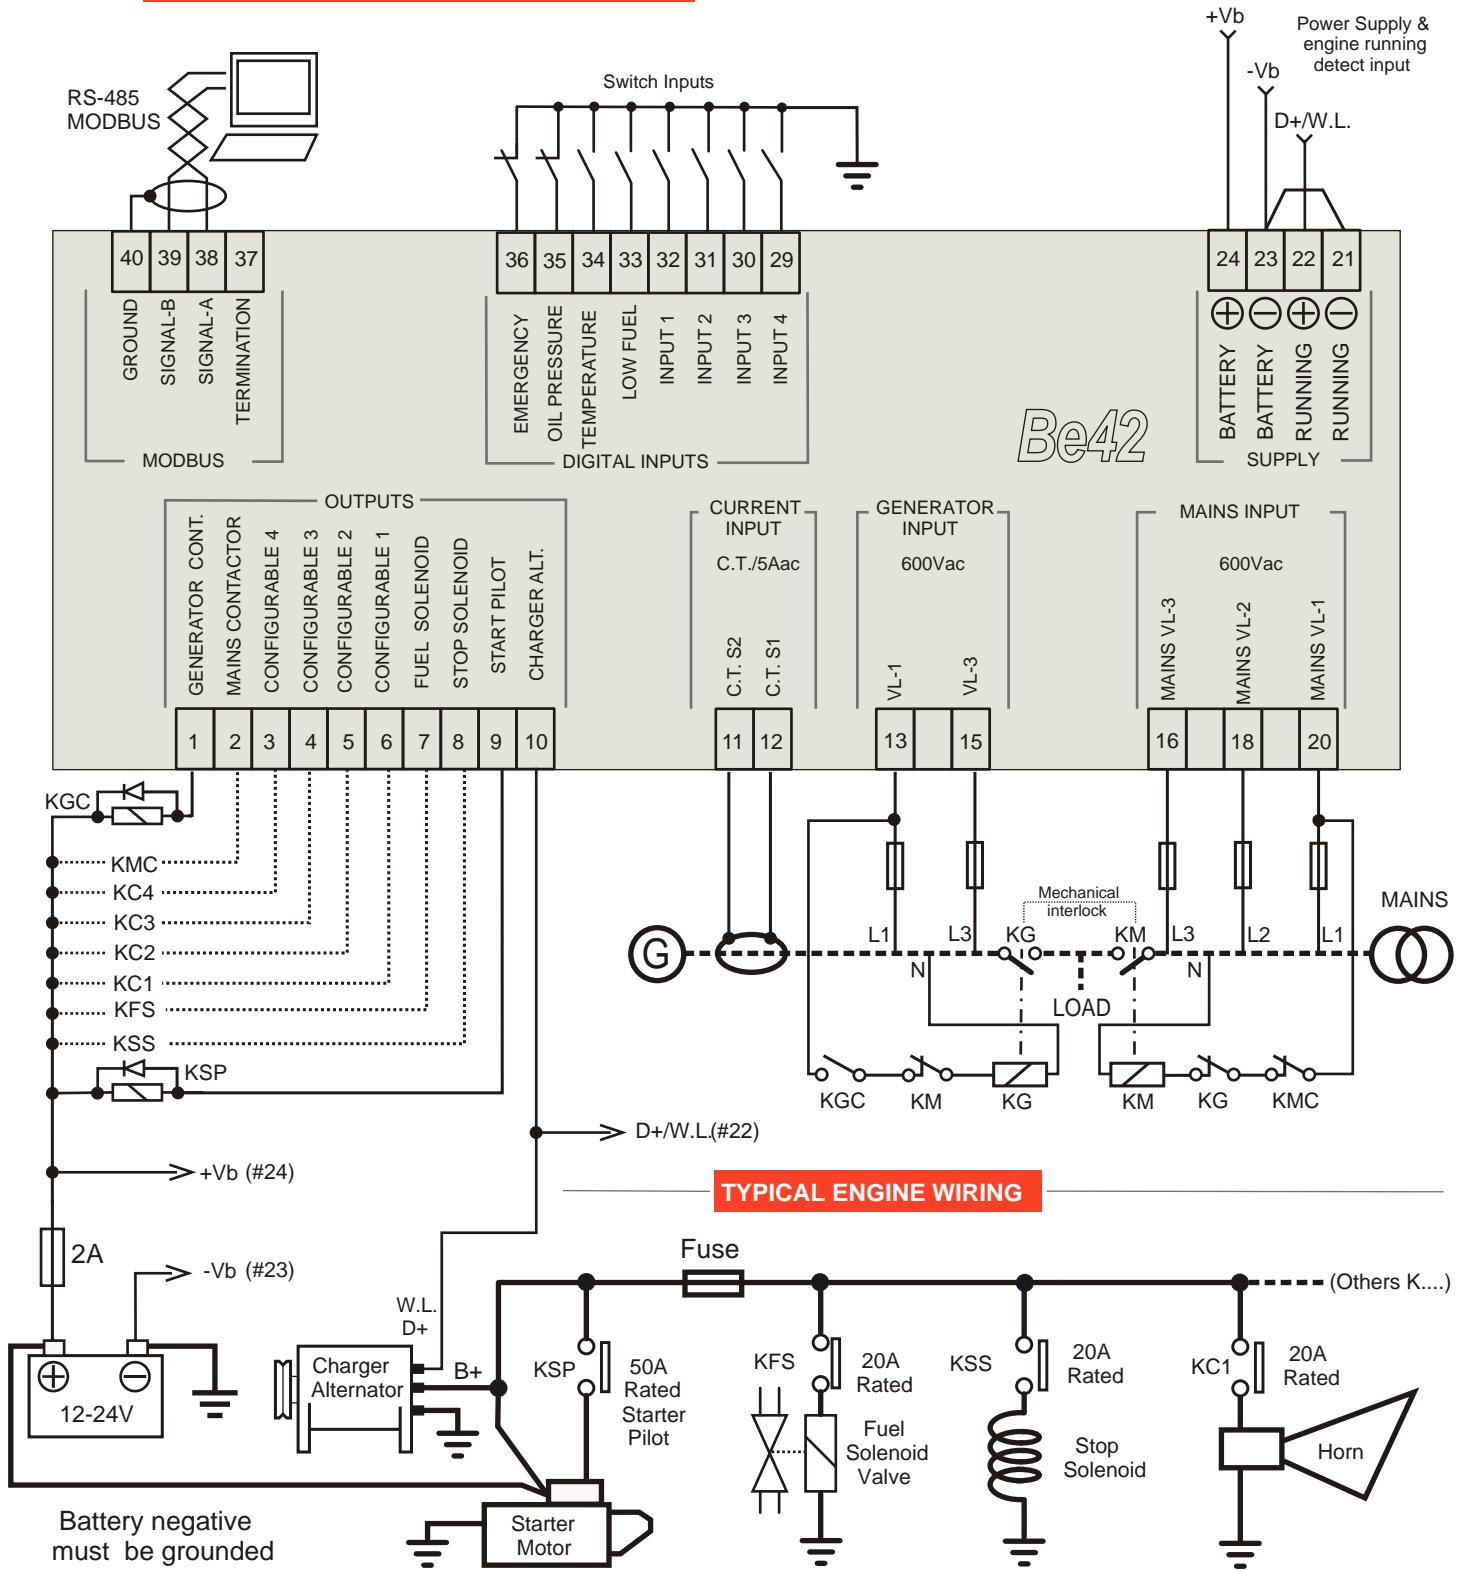 +Vb
Power Supply &
engine running
detect input
-Vb
D+/W.L.
RS-485
MODBUS
Switch Inputs
40 39 38 37
36 35 34 33 32 31 30 29
24 23 22 21
GROUND
SIGNAL-B
SIGNAL-A
TERMINATION
MODBUS
EMERGENCY
OIL PRESSURE
TEMPERATURE
LOW FUEL
INPUT 1
INPUT 2
INPUT 3
INPUT 4
DIGITAL INPUTS
Be42
+ − + −
BATTERY
BATTERY
RUNNING
RUNNING
SUPPLY
OUTPUTS
GENERATOR CONT.
MAINS CONTACTOR
CONFIGURABLE 4
CONFIGURABLE 3
CONFIGURABLE 2
CONFIGURABLE 1
FUEL SOLENOID
STOP SOLENOID
START PILOT
CHARGER ALT.
CURRENT
INPUT
C.T./5Aac
C.T. S2
C.T. S1
GENERATOR
INPUT
600Vac
VL-1
VL-3
MAINS INPUT
600Vac
MAINS VL-3
MAINS VL-2
MAINS VL-1
1 2 3 4 5 6 7 8 9 10
11 12
13 15
16 18 20
KGC
KMC
KC4
KC3
KC2
KC1
KFS
KSS
KSP
Mechanical
interlock
MAINS
G
L1
N
L3
KG
KM
L3
N
L2
L1
LOAD
KGC
KM
KG
KM
KG
KMC
D+/W.L.(#22)
+Vb (#24)
TYPICAL ENGINE WIRING
2A
-Vb (#23)
Fuse
(Others K....)
W.L.
D+
Charger
Alternator
B+
+ −
12-24V
KSP
50A
Rated
Starter
Pilot
KFS
20A
Rated
Fuel
Solenoid
Valve
KSS
20A
Rated
Stop
Solenoid
KC1
20A
Rated
Horn
Starter
Motor
Battery negative
must be grounded